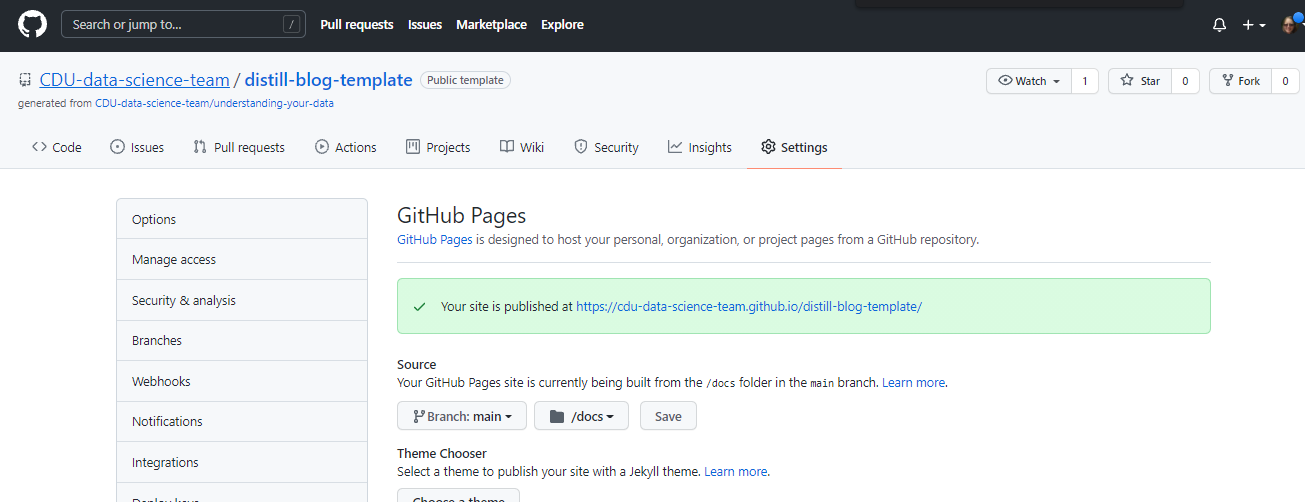 Search or jump to... / Pull requests Issues Marketplace Explore
CDU-data-science-team / distill-blog-template Public template Watch 1 Star 0 Fork 0
generated from CDU-data-science-team/understanding-your-data
Code Issues Pull requests Actions Projects Wiki Security Insights Settings
Options
Manage access
Security & analysis
Branches
Webhooks
Notifications
Integrations
Deploy keys
GitHub Pages
GitHub Pages is designed to host your personal, organization, or project pages from a GitHub repository.
Your site is published at https://cdu-data-science-team.github.io/distill-blog-template/
Source
Your GitHub Pages site is currently being built from the /docs folder in the main branch. Learn more.
Branch: main /docs Save
Theme Chooser
Select a theme to publish your site with a Jekyll theme. Learn more.
Choose a theme